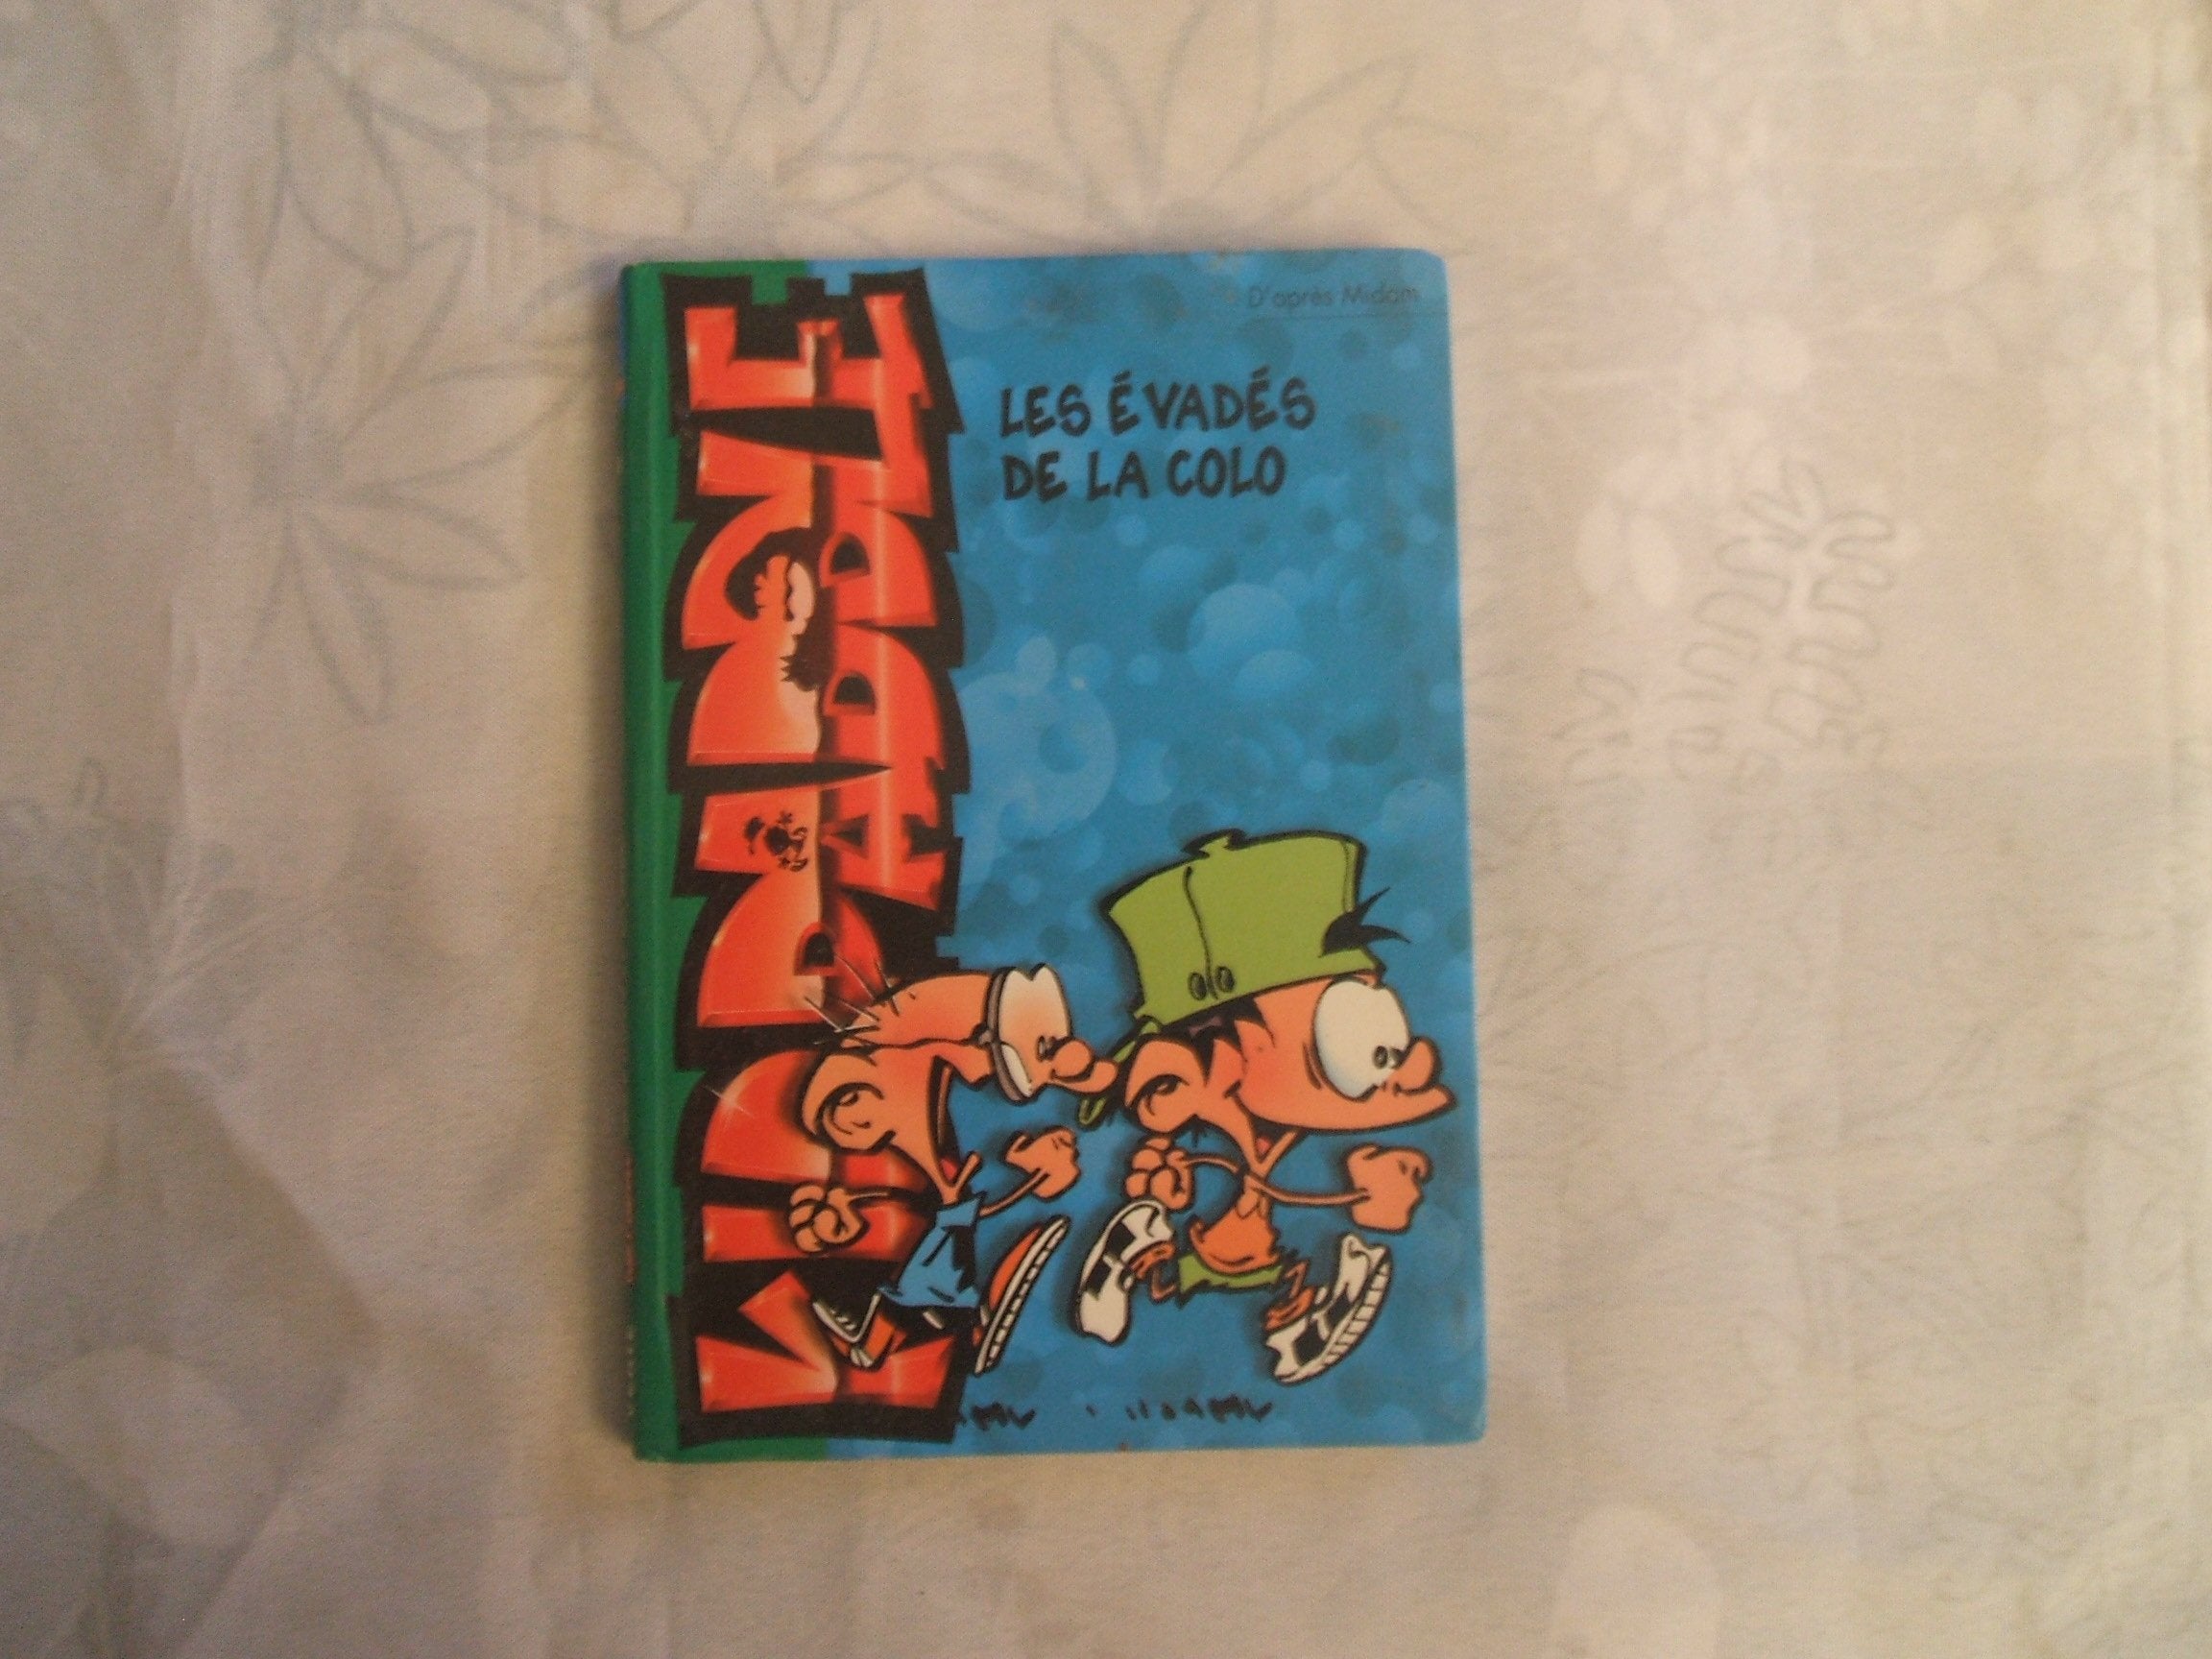 KID PADDLE
D'après Midam
LES ÉVADÉS
DE LA COLO